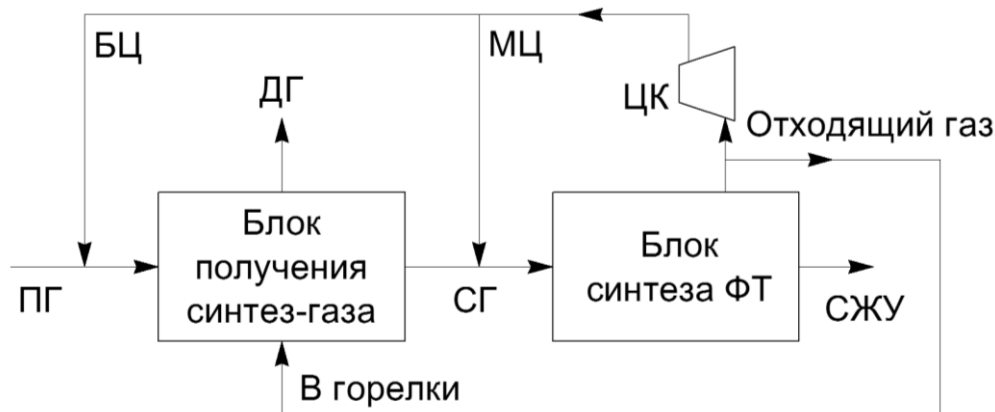 БЦ
МЦ
ДГ
ЦК
Отходящий газ
Блок
получения
синтез-газа
Блок
синтеза ФТ
ПГ
СГ
СЖУ
В горелки